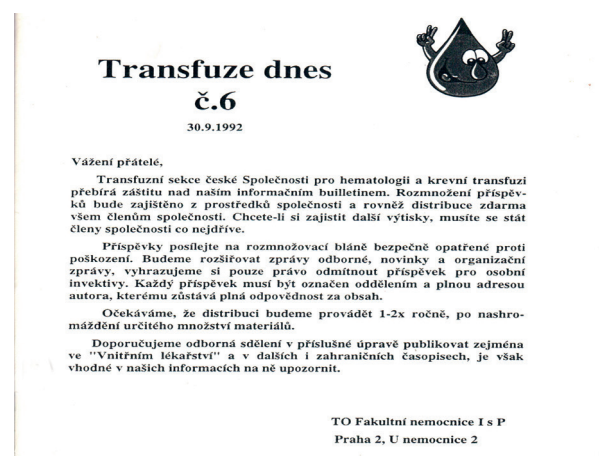 Transfuze dnes
č.6
30.9.1992
Vážení přátelé,
Transfuzní sekce české Společnosti pro hematologii a krevní transfuzi
přebírá záštitu nad naším informačním builletinem. Rozmnožení příspěv-
ků bude zajištěno z prostředků společnosti a rovněž distribuce zdarma
všem členům společnosti. Chcete-li si zajistit další výtisky, musíte se stát
členy společnosti co nejdříve.
Příspěvky posílejte na rozmnožovací bláně bezpečně opatřené proti
poškození. Budeme rozšiřovat zprávy odborné, novinky a organizační
zprávy, vyhrazujeme si pouze právo odmítnout příspěvek pro osobní
invektivy. Každý příspěvek musí být označen oddělením a plnou adresou
autora, kterému zůstává plná odpovědnost za obsah.
Očekáváme, že distribuci budeme provádět 1-2x ročně, po nashro-
máždění určitého množství materiálů.
Doporučujeme odborná sdělení v příslušné úpravě publikovat zejména
ve "Vnitřním lékařství" a v dalších i zahraničních časopisech, je však
vhodné v našich informacích na ně upozornit.
TO Fakultní nemocnice I s P
Praha 2, U nemocnice 2